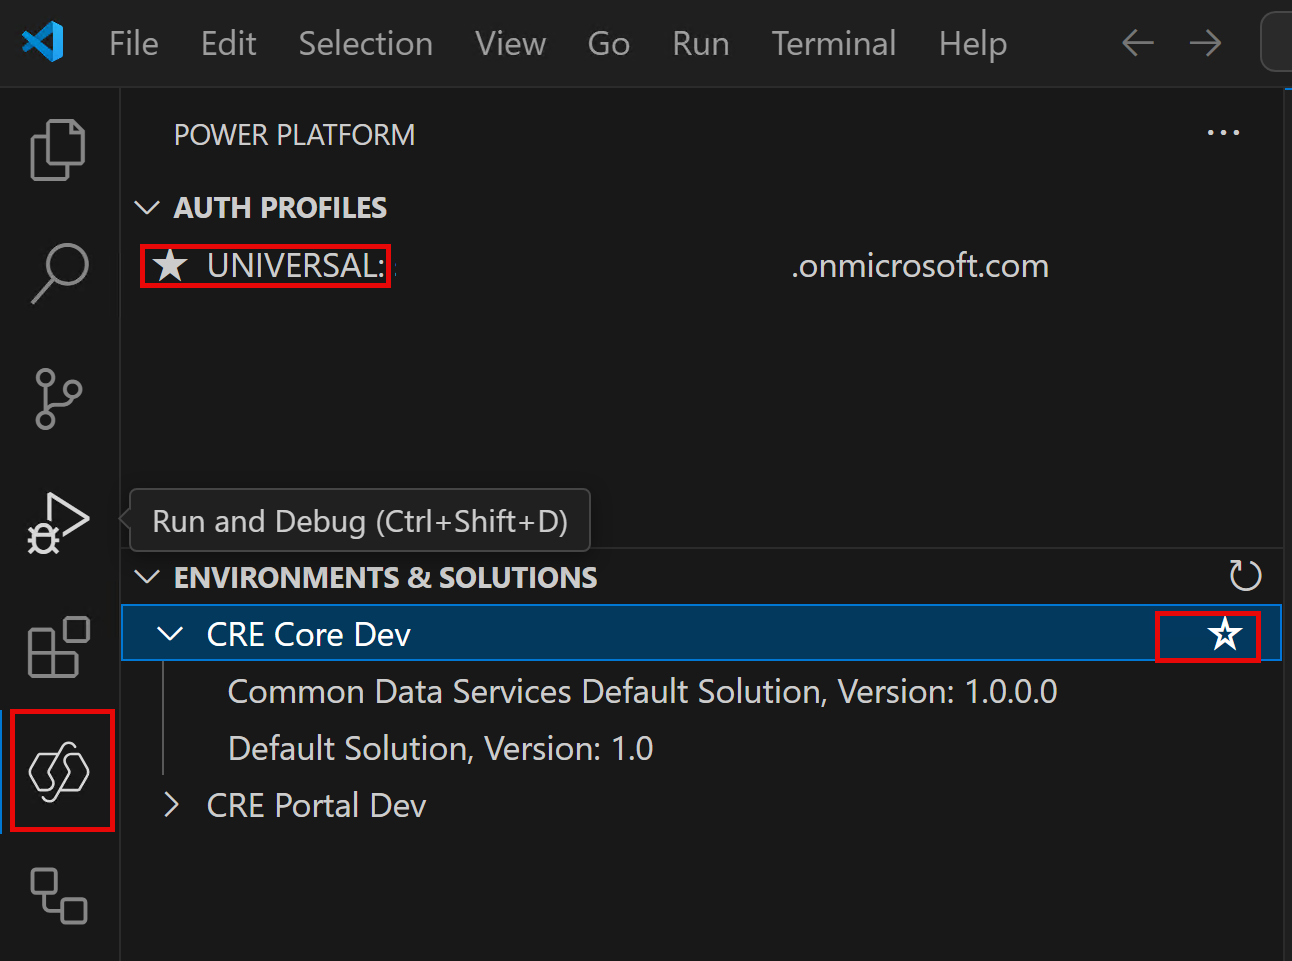 File Edit Selection View Go Run Terminal Help
POWER PLATFORM
AUTH PROFILES
UNIVERSAL: .onmicrosoft.com
Run and Debug (Ctrl+Shift+D)
ENVIRONMENTS & SOLUTIONS
CRE Core Dev
Common Data Services Default Solution, Version: 1.0.0.0
Default Solution, Version: 1.0
CRE Portal Dev